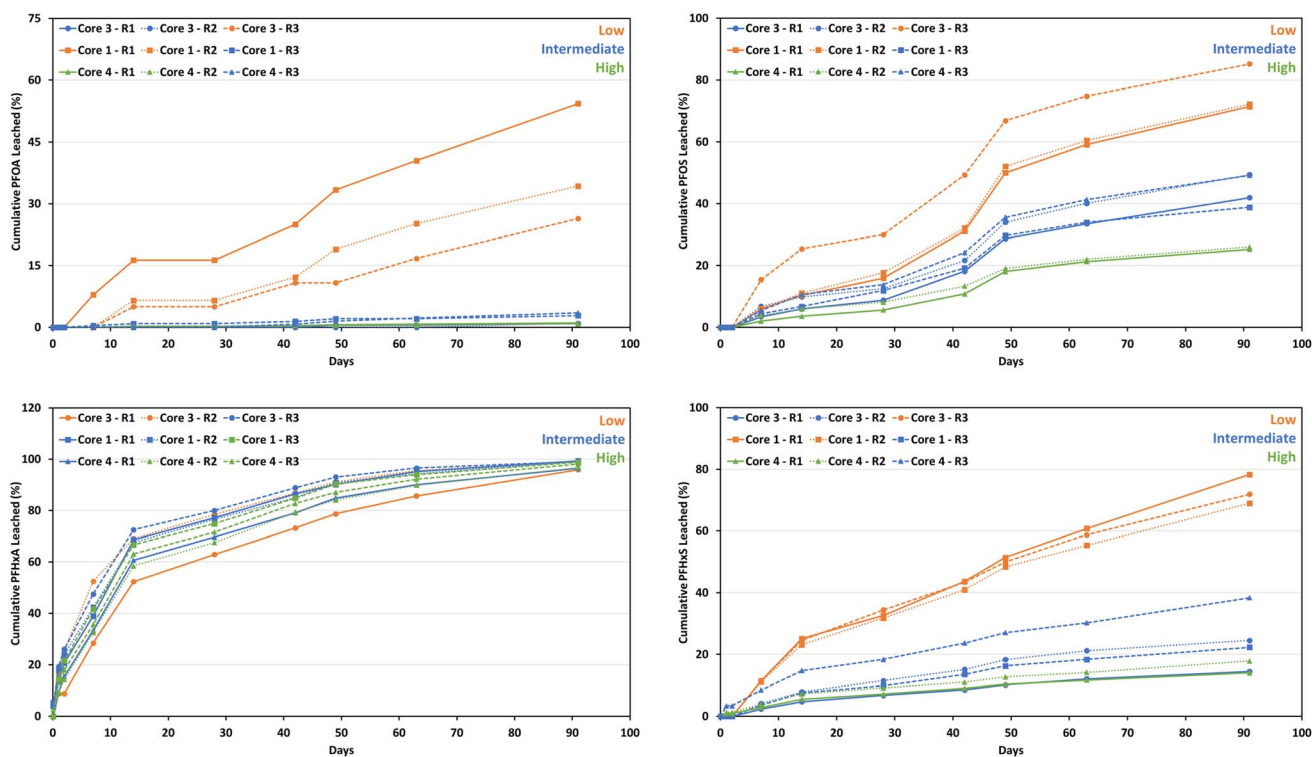 75
60
45
30
15
0
0 10 20 30 40 50 60 70 80 90 100
Cumulative PFOA Leached (%)
Days
Core 3 - R1 Core 3 - R2 Core 3 - R3
Core 1 - R1 Core 1 - R2 Core 1 - R3
Core 4 - R1 Core 4 - R2 Core 4 - R3
Low
Intermediate
High
100
80
60
40
20
0
0 10 20 30 40 50 60 70 80 90 100
Cumulative PFOS Leached (%)
Days
Core 3 - R1 Core 3 - R2 Core 3 - R3
Core 1 - R1 Core 1 - R2 Core 1 - R3
Core 4 - R1 Core 4 - R2 Core 4 - R3
Low
Intermediate
High
120
100
80
60
40
20
0
0 10 20 30 40 50 60 70 80 90 100
Cumulative PFHxA Leached (%)
Days
Core 3 - R1 Core 3 - R2 Core 3 - R3
Core 1 - R1 Core 1 - R2 Core 1 - R3
Core 4 - R1 Core 4 - R2 Core 4 - R3
Low
Intermediate
High
100
80
60
40
20
0
0 10 20 30 40 50 60 70 80 90 100
Cumulative PFHxS Leached (%)
Days
Core 3 - R1 Core 3 - R2 Core 3 - R3
Core 1 - R1 Core 1 - R2 Core 1 - R3
Core 4 - R1 Core 4 - R2 Core 4 - R3
Low
Intermediate
High